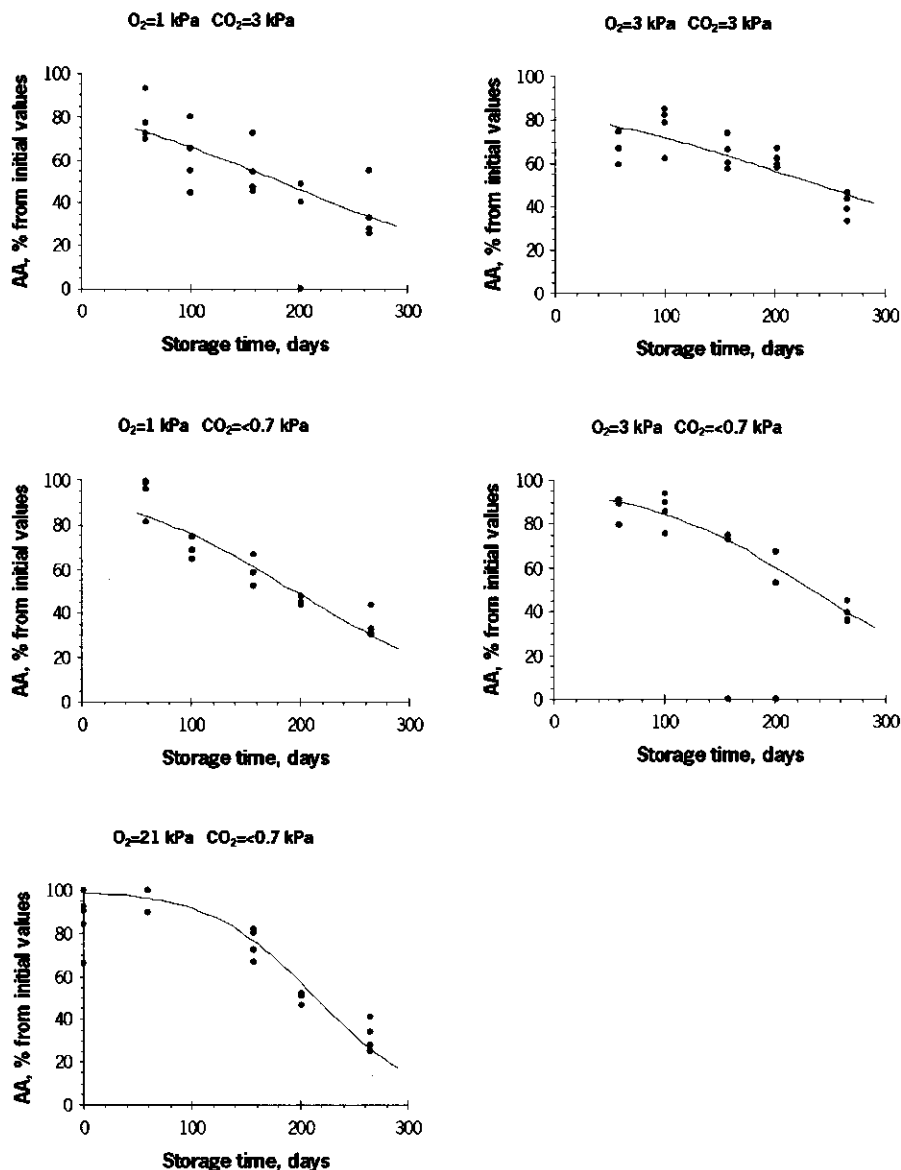 O₂=1 kPa CO₂=3 kPa
AA, % from initial values
100
80
60
40
20
0
0 100 200 300
Storage time, days
O₂=3 kPa CO₂=3 kPa
AA, % from initial values
100
80
60
40
20
0
0 100 200 300
Storage time, days
O₂=1 kPa CO₂=<0.7 kPa
AA, % from initial values
100
80
60
40
20
0
0 100 200 300
Storage time, days
O₂=3 kPa CO₂=<0.7 kPa
AA, % from initial values
100
80
60
40
20
0
0 100 200 300
Storage time, days
O₂=21 kPa CO₂=<0.7 kPa
AA, % from initial values
100
80
60
40
20
0
0 100 200 300
Storage time, days